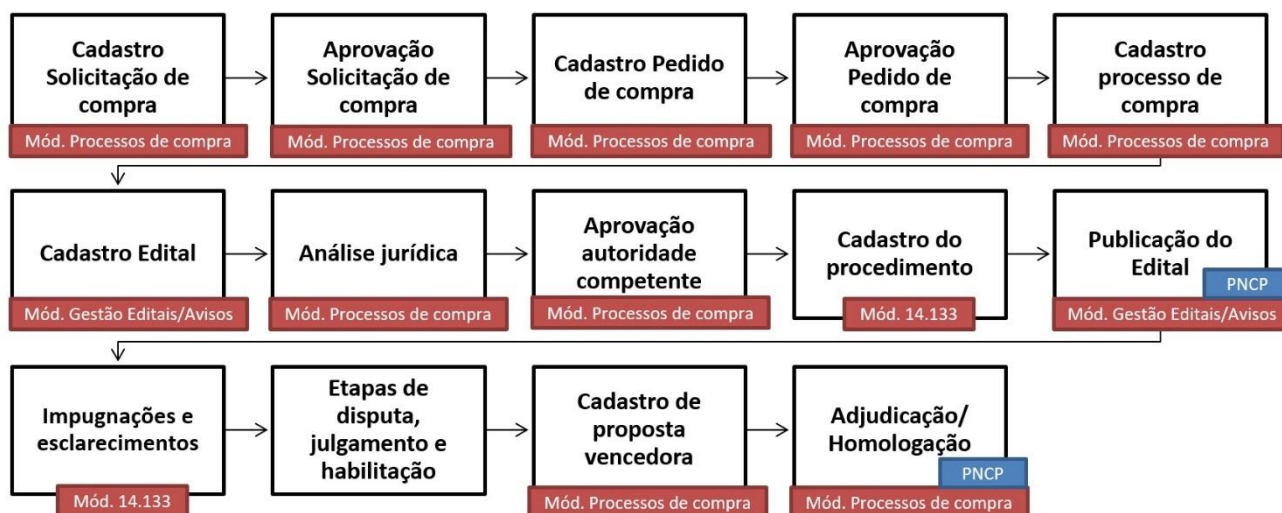 Cadastro
Solicitação de
compra
Mód. Processos de compra
Aprovação
Solicitação de
compra
Mód. Processos de compra
Cadastro Pedido
de compra
Mód. Processos de compra
Aprovação
Pedido de
compra
Mód. Processos de compra
Cadastro
processo de
compra
Mód. Processos de compra
Cadastro Edital
Mód. Gestão Editais/Avisos
Análise jurídica
Mód. Processos de compra
Aprovação
autoridade
competente
Mód. Processos de compra
Cadastro do
procedimento
Mód. 14.133
Publicação do
Edital
PNCP
Mód. Gestão Editais/Avisos
Impugnações e
esclarecimentos
Mód. 14.133
Etapas de
disputa,
julgamento e
habilitação
Cadastro de
proposta
vencedora
Mód. Processos de compra
Adjudicação/
Homologação
PNCP
Mód. Processos de compra